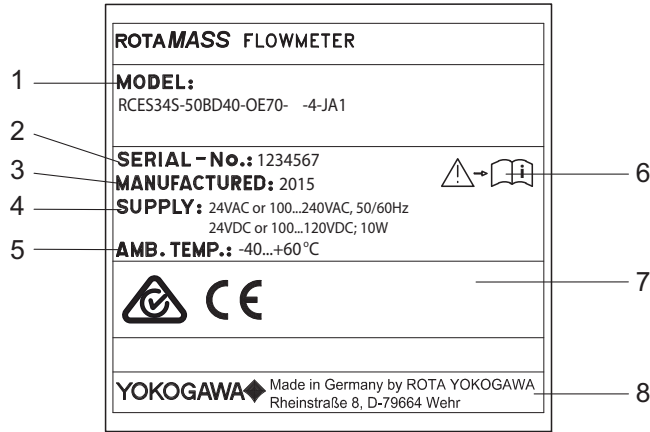 ROTAMASS FLOWMETER
1
MODEL:
RCES34S-50BD40-OE70- -4-JA1
2
SERIAL-No.: 1234567
3
MANUFACTURED: 2015
6
4
SUPPLY: 24VAC or 100...240VAC, 50/60Hz
24VDC or 100...120VDC; 10W
5
AMB. TEMP.: -40...+60°C
i
CE
7
YOKOGAWA Made in Germany by ROTA YOKOGAWA
Rheinstraße 8, D-79664 Wehr
8